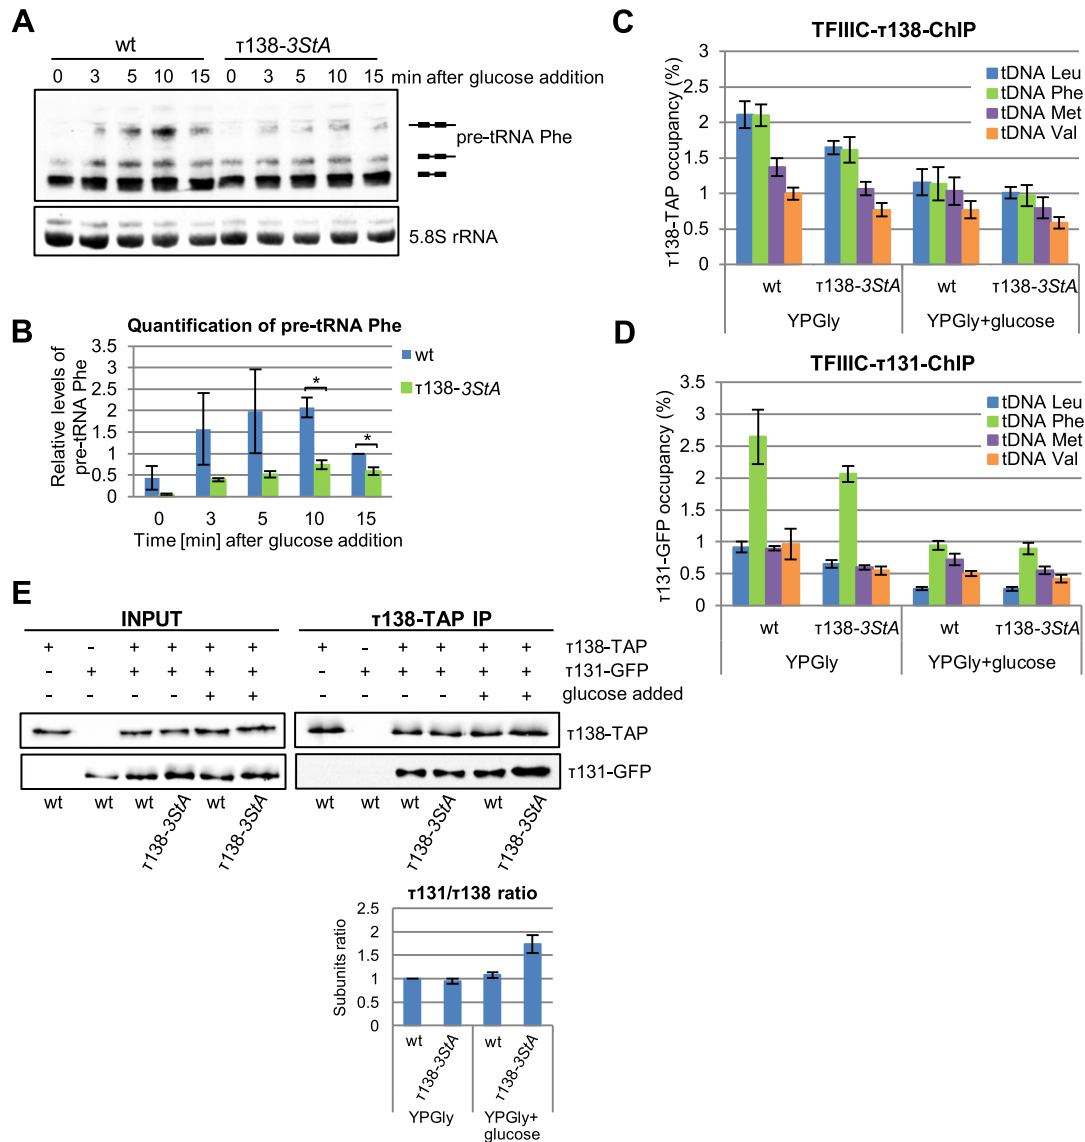 A
wt
τ138-3StA
0 3 5 10 15 0 3 5 10 15 min after glucose addition
pre-tRNA Phe
5.8S rRNA
B
Quantification of pre-tRNA Phe
Relative levels of
pre-tRNA Phe
3.5
3
2.5
2
1.5
1
0.5
0
* *
wt
τ138-3StA
0 3 5 10 15
Time [min] after glucose addition
C
TFIIIC-τ138-ChIP
τ138-TAP occupancy (%)
3
2.5
2
1.5
1
0.5
0
tDNA Leu
tDNA Phe
tDNA Met
tDNA Val
wt τ138-3StA wt τ138-3StA
YPGly YPGly+glucose
D
TFIIIC-τ131-ChIP
τ131-GFP occupancy (%)
3.5
3
2.5
2
1.5
1
0.5
0
tDNA Leu
tDNA Phe
tDNA Met
tDNA Val
wt τ138-3StA wt τ138-3StA
YPGly YPGly+glucose
E
INPUT τ138-TAP IP
+ - + + + + + - + + + + τ138-TAP
- + + + + + - + + + + + τ131-GFP
- - - - + + - - - - + + glucose added
τ138-TAP
τ131-GFP
wt wt wt τ138-3StA wt τ138-3StA wt wt wt τ138-3StA wt τ138-3StA
τ131/τ138 ratio
Subunits ratio
2.5
2
1.5
1
0.5
0
wt τ138-3StA wt τ138-3StA
YPGly YPGly+
glucose